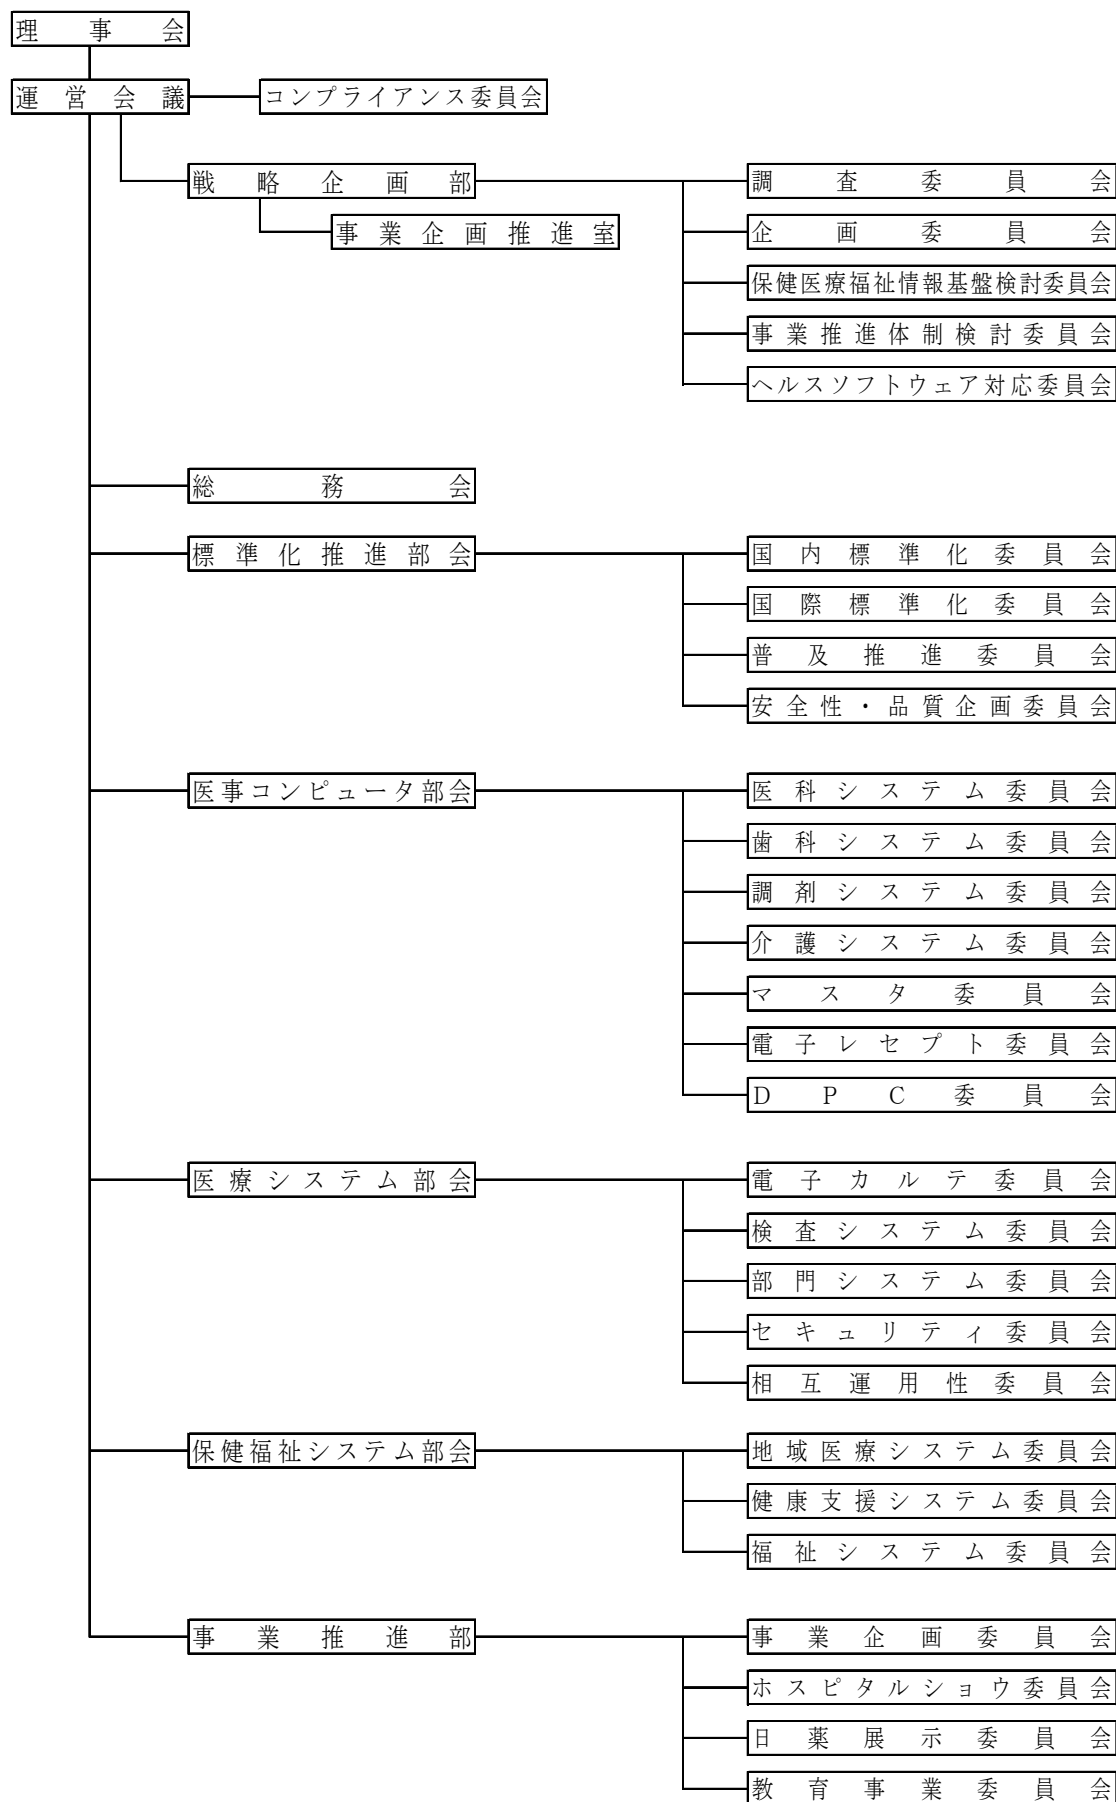 理事会
運営会議 コンプライアンス委員会
戦略企画部 調査委員会
事業企画推進室 企画委員会
保健医療福祉情報基盤検討委員会
事業推進体制検討委員会
ヘルスソフトウェア対応委員会
総務会
標準化推進部会 国内標準化委員会
国際標準化委員会
普及推進委員会
安全性・品質企画委員会
医事コンピュータ部会 医科システム委員会
歯科システム委員会
調剤システム委員会
介護システム委員会
マスタ委員会
電子レセプト委員会
DPC委員会
医療システム部会 電子カルテ委員会
検査システム委員会
部門システム委員会
セキュリティ委員会
相互運用性委員会
保健福祉システム部会 地域医療システム委員会
健康支援システム委員会
福祉システム委員会
事業推進部 事業企画委員会
ホスピタルショウ委員会
日薬展示委員会
教育事業委員会